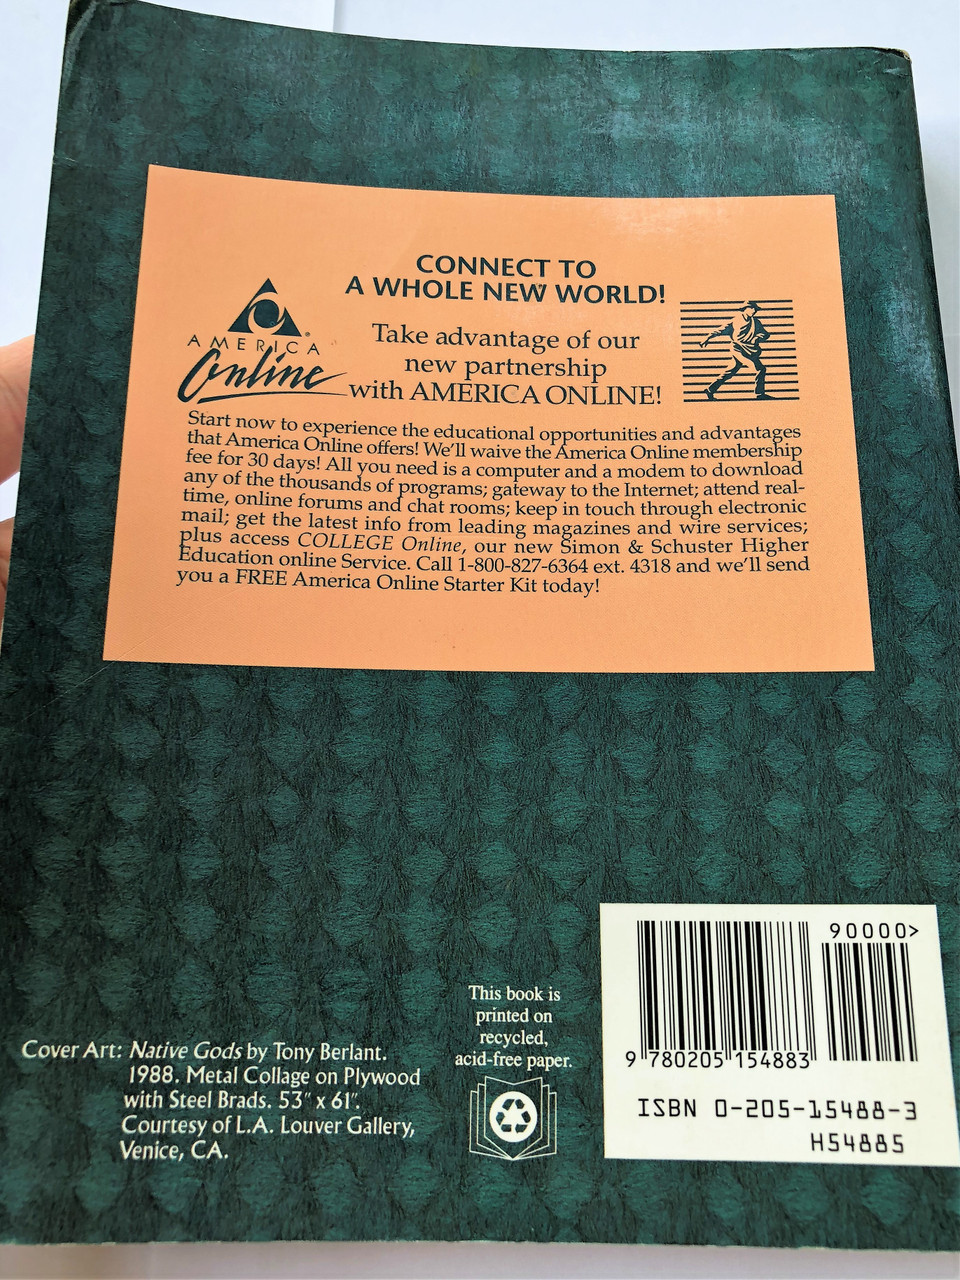 CONNECT TO
A WHOLE NEW WORLD!
AMERICA
Online
Take advantage of our
new partnership
with AMERICA ONLINE!
Start now to experience the educational opportunities and advantages
that America Online offers! We'll waive the America Online membership
fee for 30 days! All you need is a computer and a modem to download
any of the thousands of programs; gateway to the Internet; attend real-
time, online forums and chat rooms; keep in touch through electronic
mail; get the latest info from leading magazines and wire services;
plus access COLLEGE Online, our new Simon & Schuster Higher
Education online Service. Call 1-800-827-6364 ext. 4318 and we'll send
you a FREE America Online Starter Kit today!
Cover Art: Native Gods by Tony Berlant.
1988. Metal Collage on Plywood
with Steel Brads. 53" x 61".
Courtesy of L.A. Louver Gallery,
Venice, CA.
This book is
printed on
recycled,
acid-free paper.
90000>
9 780205 154883
ISBN 0-205-15488-3
H54885